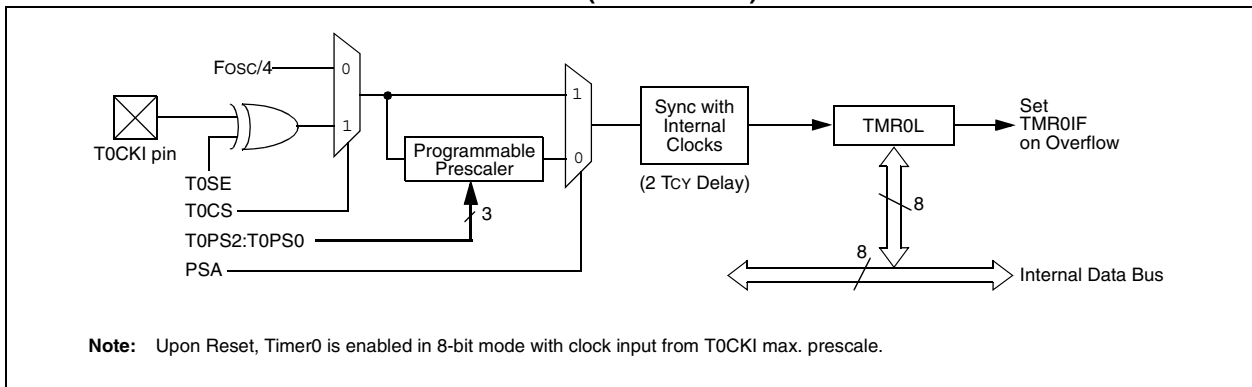 FOSC/4
0
1
T0CKI pin
T0SE
T0CS
T0PS2:T0PS0
PSA
Programmable
Prescaler
3
1
0
Sync with
Internal
Clocks
(2 TCY Delay)
TMR0L
Set
TMR0IF
on Overflow
8
8
Internal Data Bus
Note: Upon Reset, Timer0 is enabled in 8-bit mode with clock input from T0CKI max. prescale.